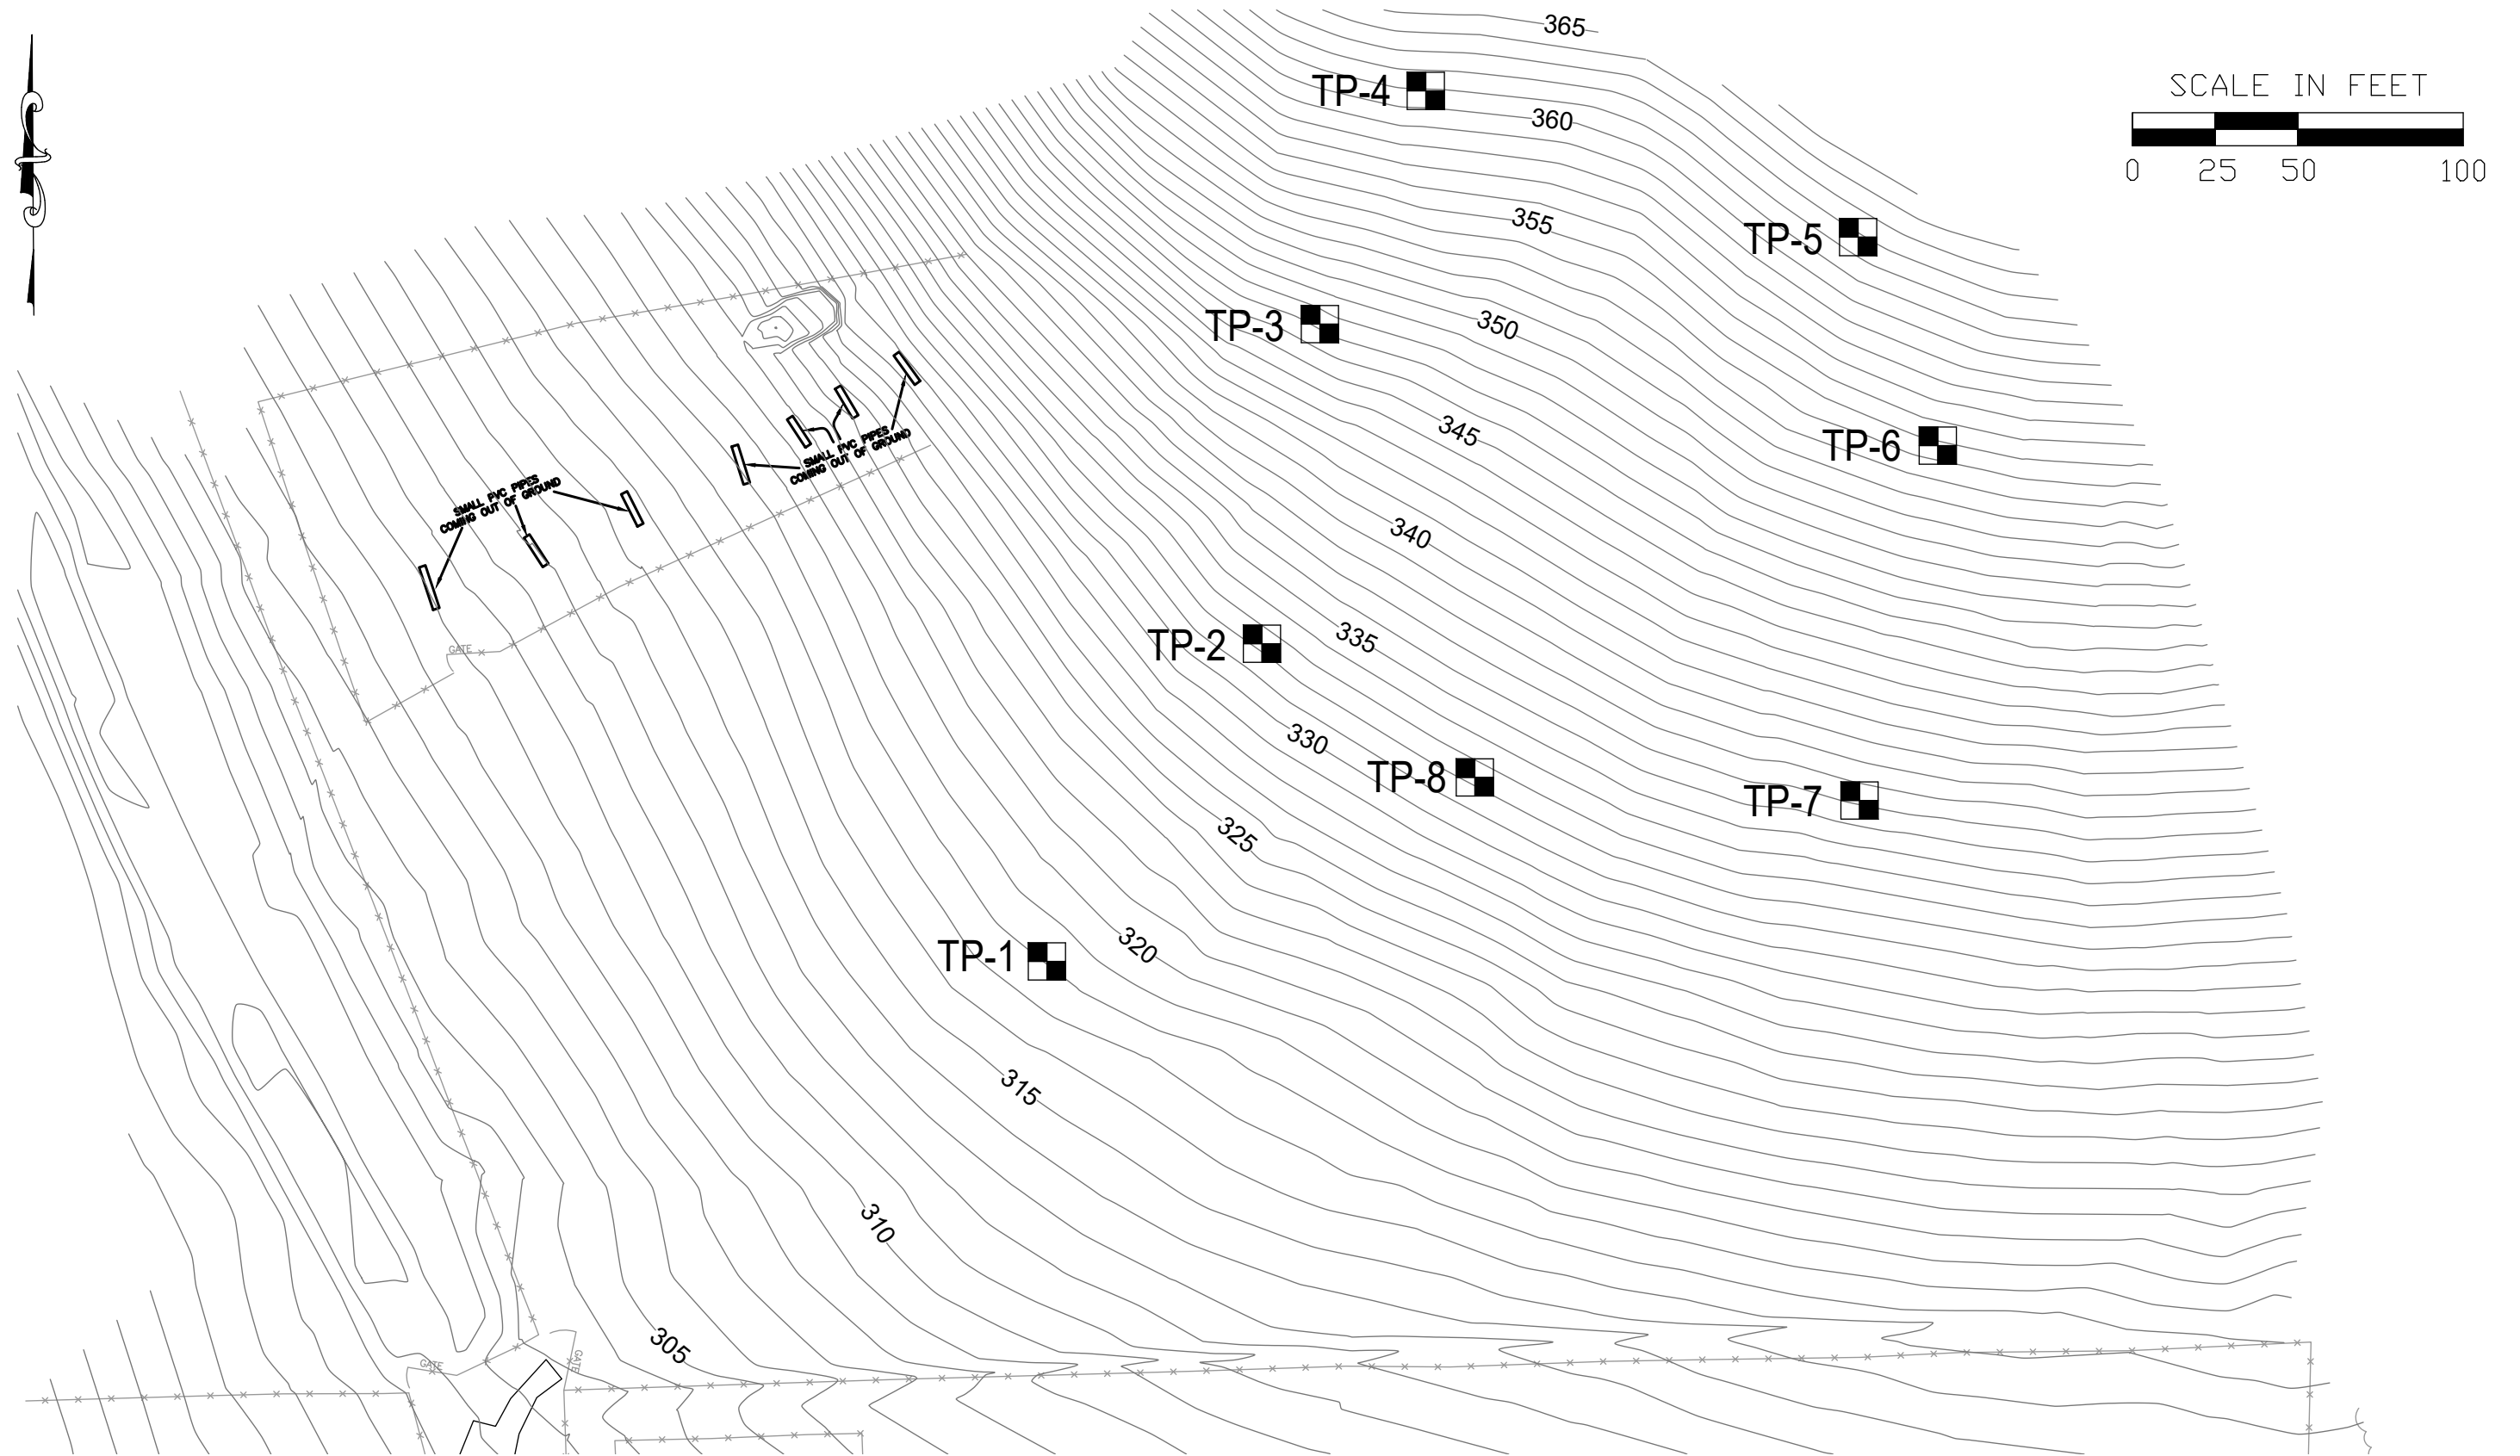 365
SCALE IN FEET
0 25 50 100
TP-4
360
355
TP-5
350
TP-3
345
TP-6
SMALL PVC PIPES
COMING OUT OF GROUND
SMALL PVC PIPES
COMING OUT OF GROUND
340
335
GATE
TP-2
330
TP-8
TP-7
325
TP-1
320
315
310
305
GATE
GATE